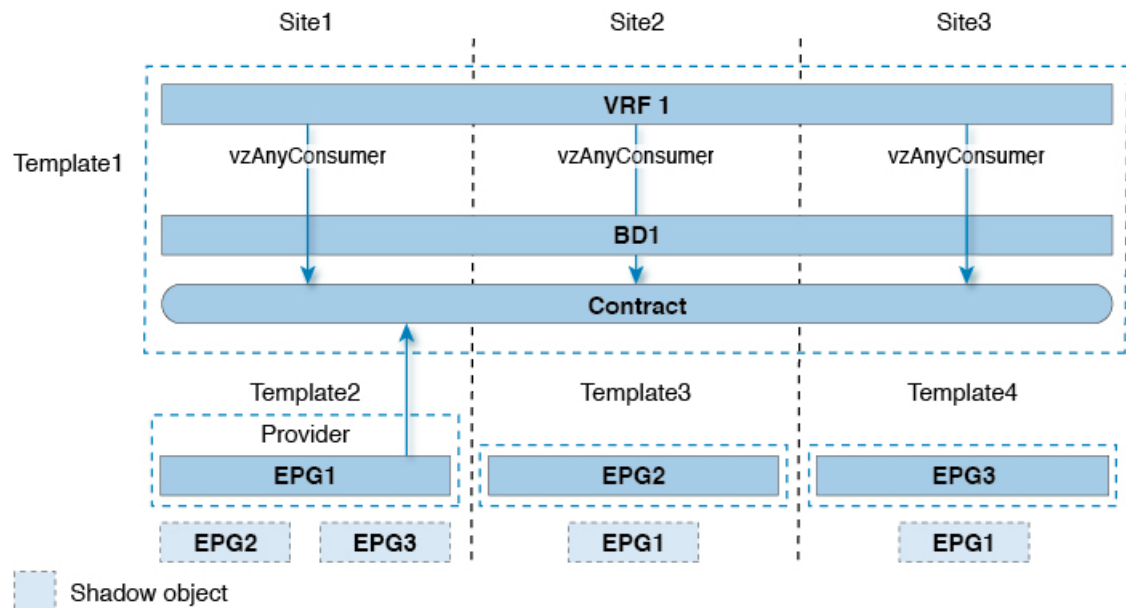 Site1 Site2 Site3
VRF 1
Template1
vzAnyConsumer vzAnyConsumer vzAnyConsumer
BD1
Contract
Template2 Template3 Template4
Provider
EPG1 EPG2 EPG3
EPG2 EPG3 EPG1 EPG1
Shadow object